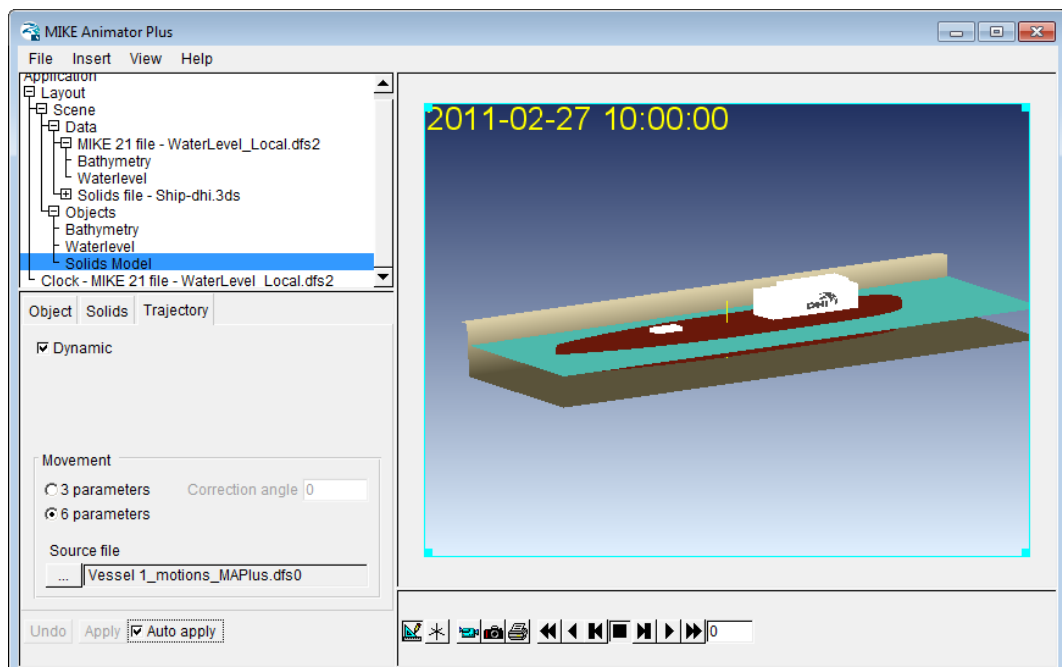 MIKE Animator Plus
File Insert View Help
Application
Layout
Scene
Data
MIKE 21 file - WaterLevel_Local.dfs2
Bathymetry
Waterlevel
Solids file - Ship-dhi.3ds
Objects
Bathymetry
Waterlevel
Solids Model
Clock - MIKE 21 file - WaterLevel_Local.dfs2
Object Solids Trajectory
Dynamic
Movement
3 parameters Correction angle 0
6 parameters
Source file
... Vessel 1_motions_MAPlus.dfs0
Undo Apply Auto apply
2011-02-27 10:00:00
DHI
0